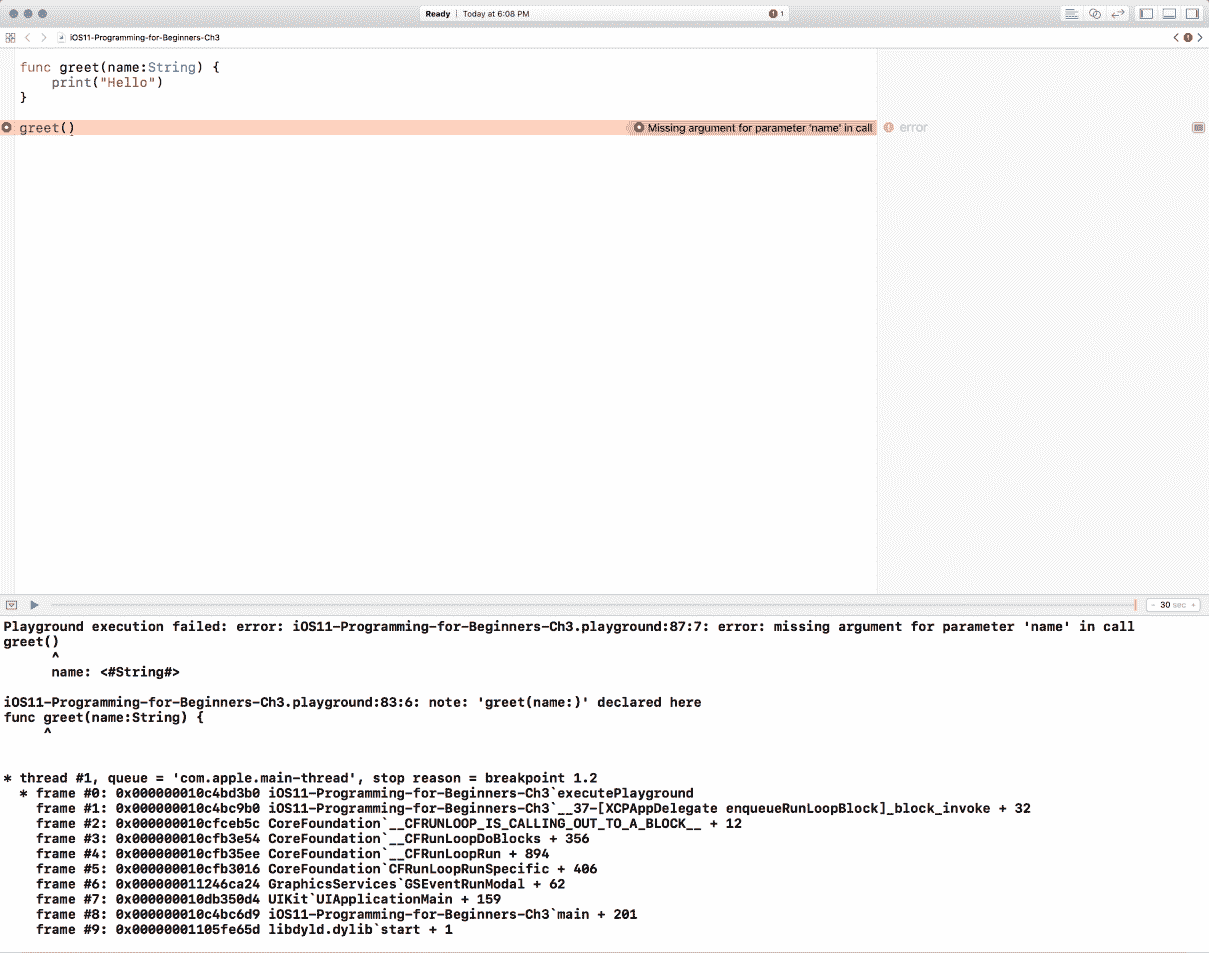 Ready | Today at 6:08 PM
1
iOS11-Programming-for-Beginners-Ch3
func greet(name:String) {
    print("Hello")
}
greet()
Missing argument for parameter 'name' in call
error
- 30 sec +
Playground execution failed: error: iOS11-Programming-for-Beginners-Ch3.playground:87:7: error: missing argument for parameter 'name' in call
greet()
      ^
      name: <#String#>
iOS11-Programming-for-Beginners-Ch3.playground:83:6: note: 'greet(name:)' declared here
func greet(name:String) {
     ^
* thread #1, queue = 'com.apple.main-thread', stop reason = breakpoint 1.2
  * frame #0: 0x000000010c4bd3b0 iOS11-Programming-for-Beginners-Ch3`executePlayground
    frame #1: 0x000000010c4bc9b0 iOS11-Programming-for-Beginners-Ch3`__37-[XCPAppDelegate enqueueRunLoopBlock]_block_invoke + 32
    frame #2: 0x000000010cfceb5c CoreFoundation`__CFRUNLOOP_IS_CALLING_OUT_TO_A_BLOCK__ + 12
    frame #3: 0x000000010cfb3e54 CoreFoundation`__CFRunLoopDoBlocks + 356
    frame #4: 0x000000010cfb35ee CoreFoundation`__CFRunLoopRun + 894
    frame #5: 0x000000010cfb3016 CoreFoundation`CFRunLoopRunSpecific + 406
    frame #6: 0x000000011246ca24 GraphicsServices`GSEventRunModal + 62
    frame #7: 0x000000010db350d4 UIKit`UIApplicationMain + 159
    frame #8: 0x000000010c4bc6d9 iOS11-Programming-for-Beginners-Ch3`main + 201
    frame #9: 0x00000001105fe65d libdyld.dylib`start + 1